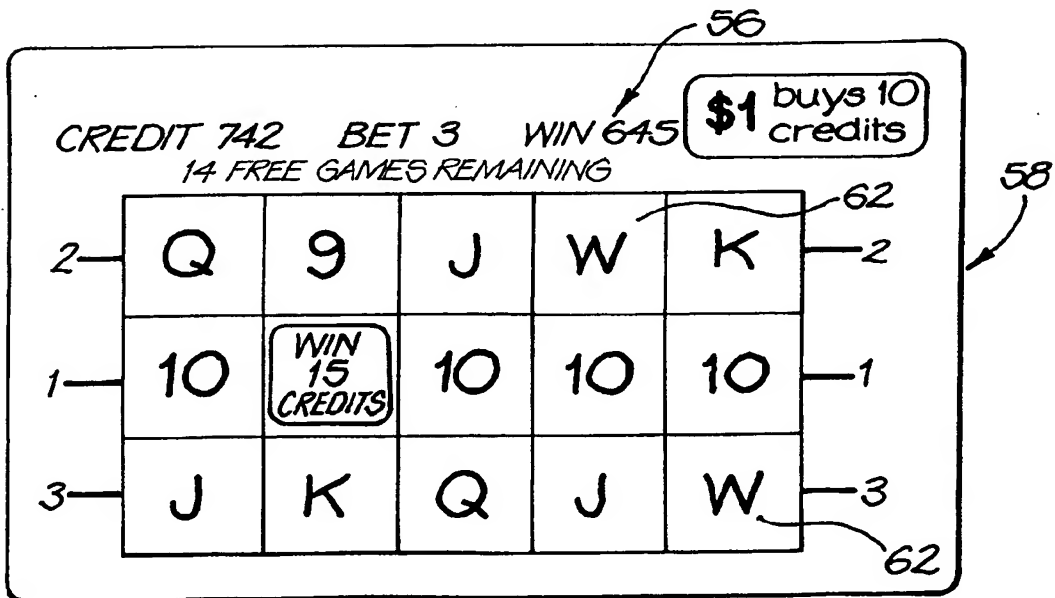 56
CREDIT 742 BET 3 WIN 645 $1 buys 10 credits
14 FREE GAMES REMAINING
58
62
2 Q 9 J W K 2
1 10 WIN 15 CREDITS 10 10 10 1
3 J K Q J W 3
62